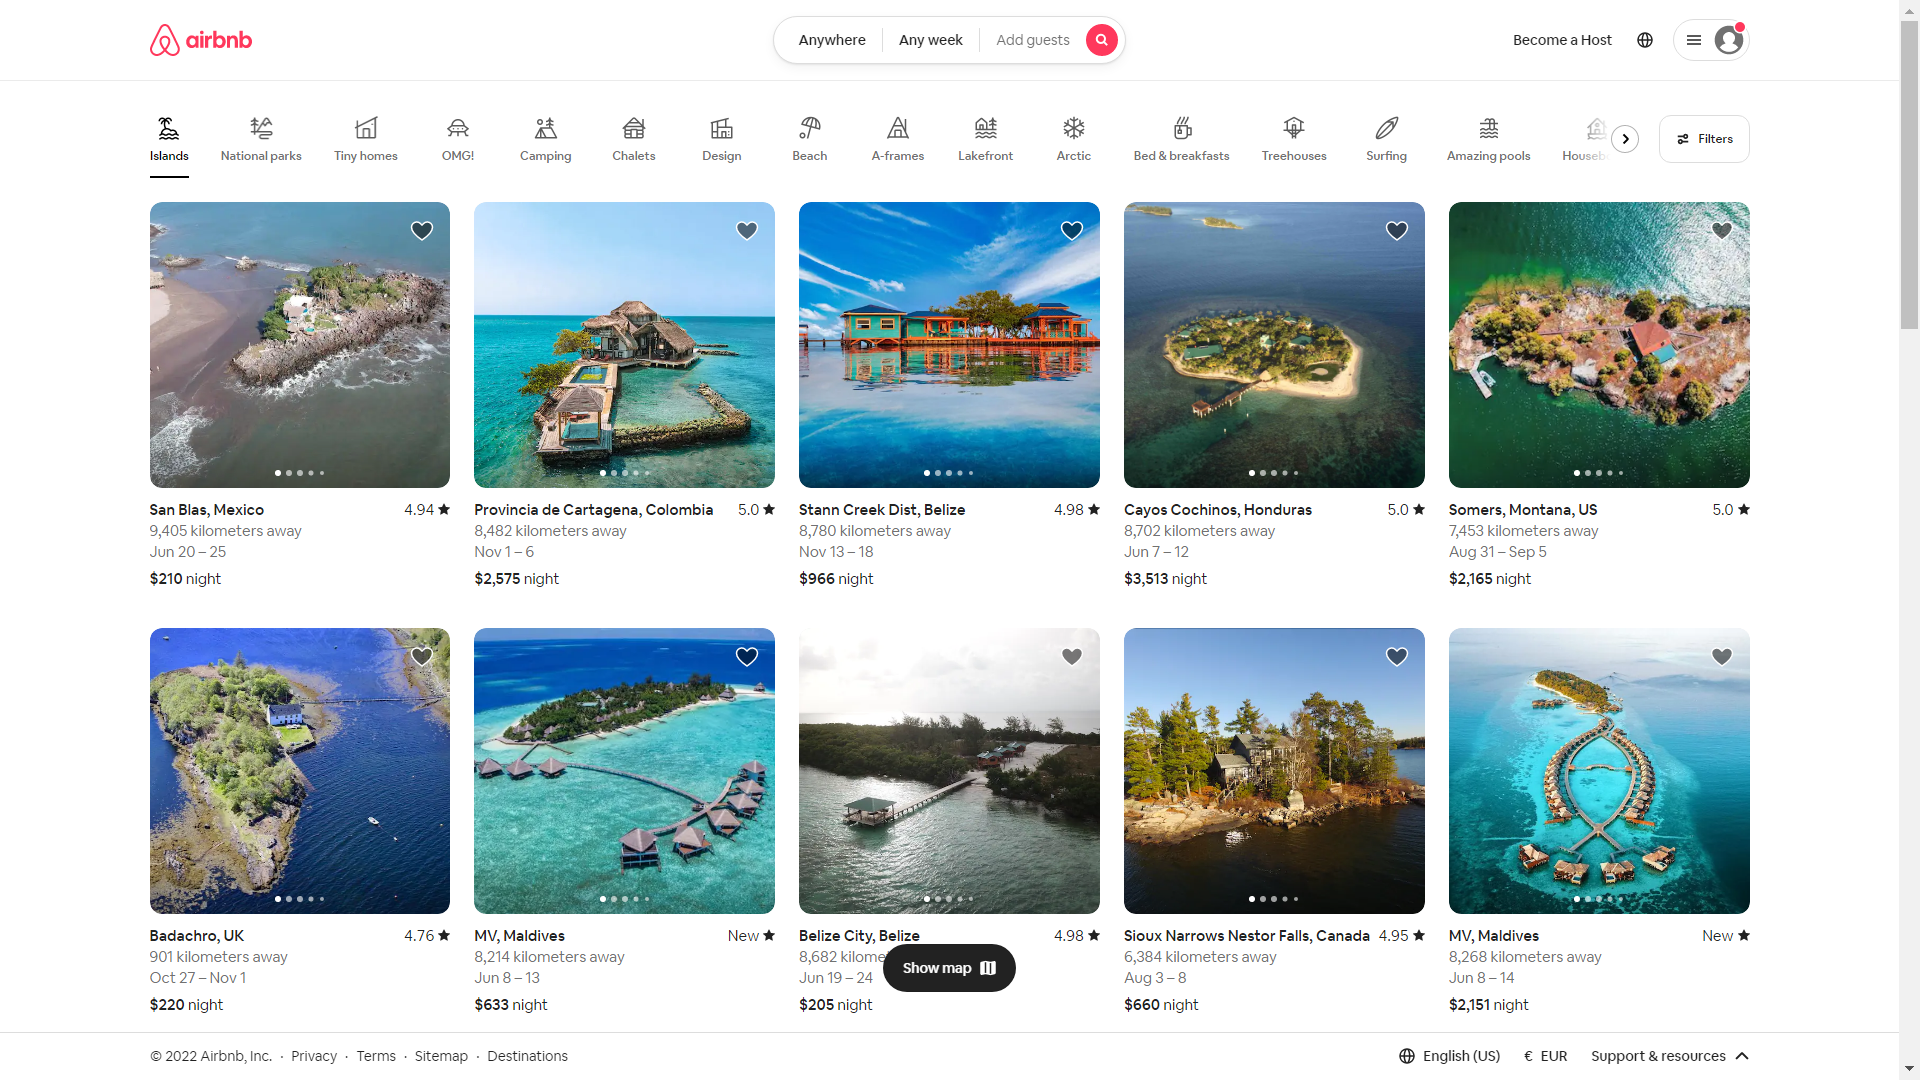 airbnb
Anywhere
Any week
Add guests
Become a Host
Islands
National parks
Tiny homes
OMG!
Camping
Chalets
Design
Beach
A-frames
Lakefront
Arctic
Bed & breakfasts
Treehouses
Surfing
Amazing pools
Filters
San Blas, Mexico 4.94
9,405 kilometers away
Jun 20 – 25
$210 night
Provincia de Cartagena, Colombia 5.0
8,482 kilometers away
Nov 1 – 6
$2,575 night
Stann Creek Dist, Belize 4.98
8,780 kilometers away
Nov 13 – 18
$966 night
Cayos Cochinos, Honduras 5.0
8,702 kilometers away
Jun 7 – 12
$3,513 night
Somers, Montana, US 5.0
7,453 kilometers away
Aug 31 – Sep 5
$2,165 night
Badachro, UK 4.76
901 kilometers away
Oct 27 – Nov 1
$220 night
MV, Maldives New
8,214 kilometers away
Jun 8 – 13
$633 night
Belize City, Belize 4.98
8,682 kilome
Jun 19 – 24
$205 night
Sioux Narrows Nestor Falls, Canada 4.95
6,384 kilometers away
Aug 3 – 8
$660 night
MV, Maldives New
8,268 kilometers away
Jun 8 – 14
$2,151 night
Show map
© 2022 Airbnb, Inc. · Privacy · Terms · Sitemap · Destinations
English (US)
€ EUR
Support & resources